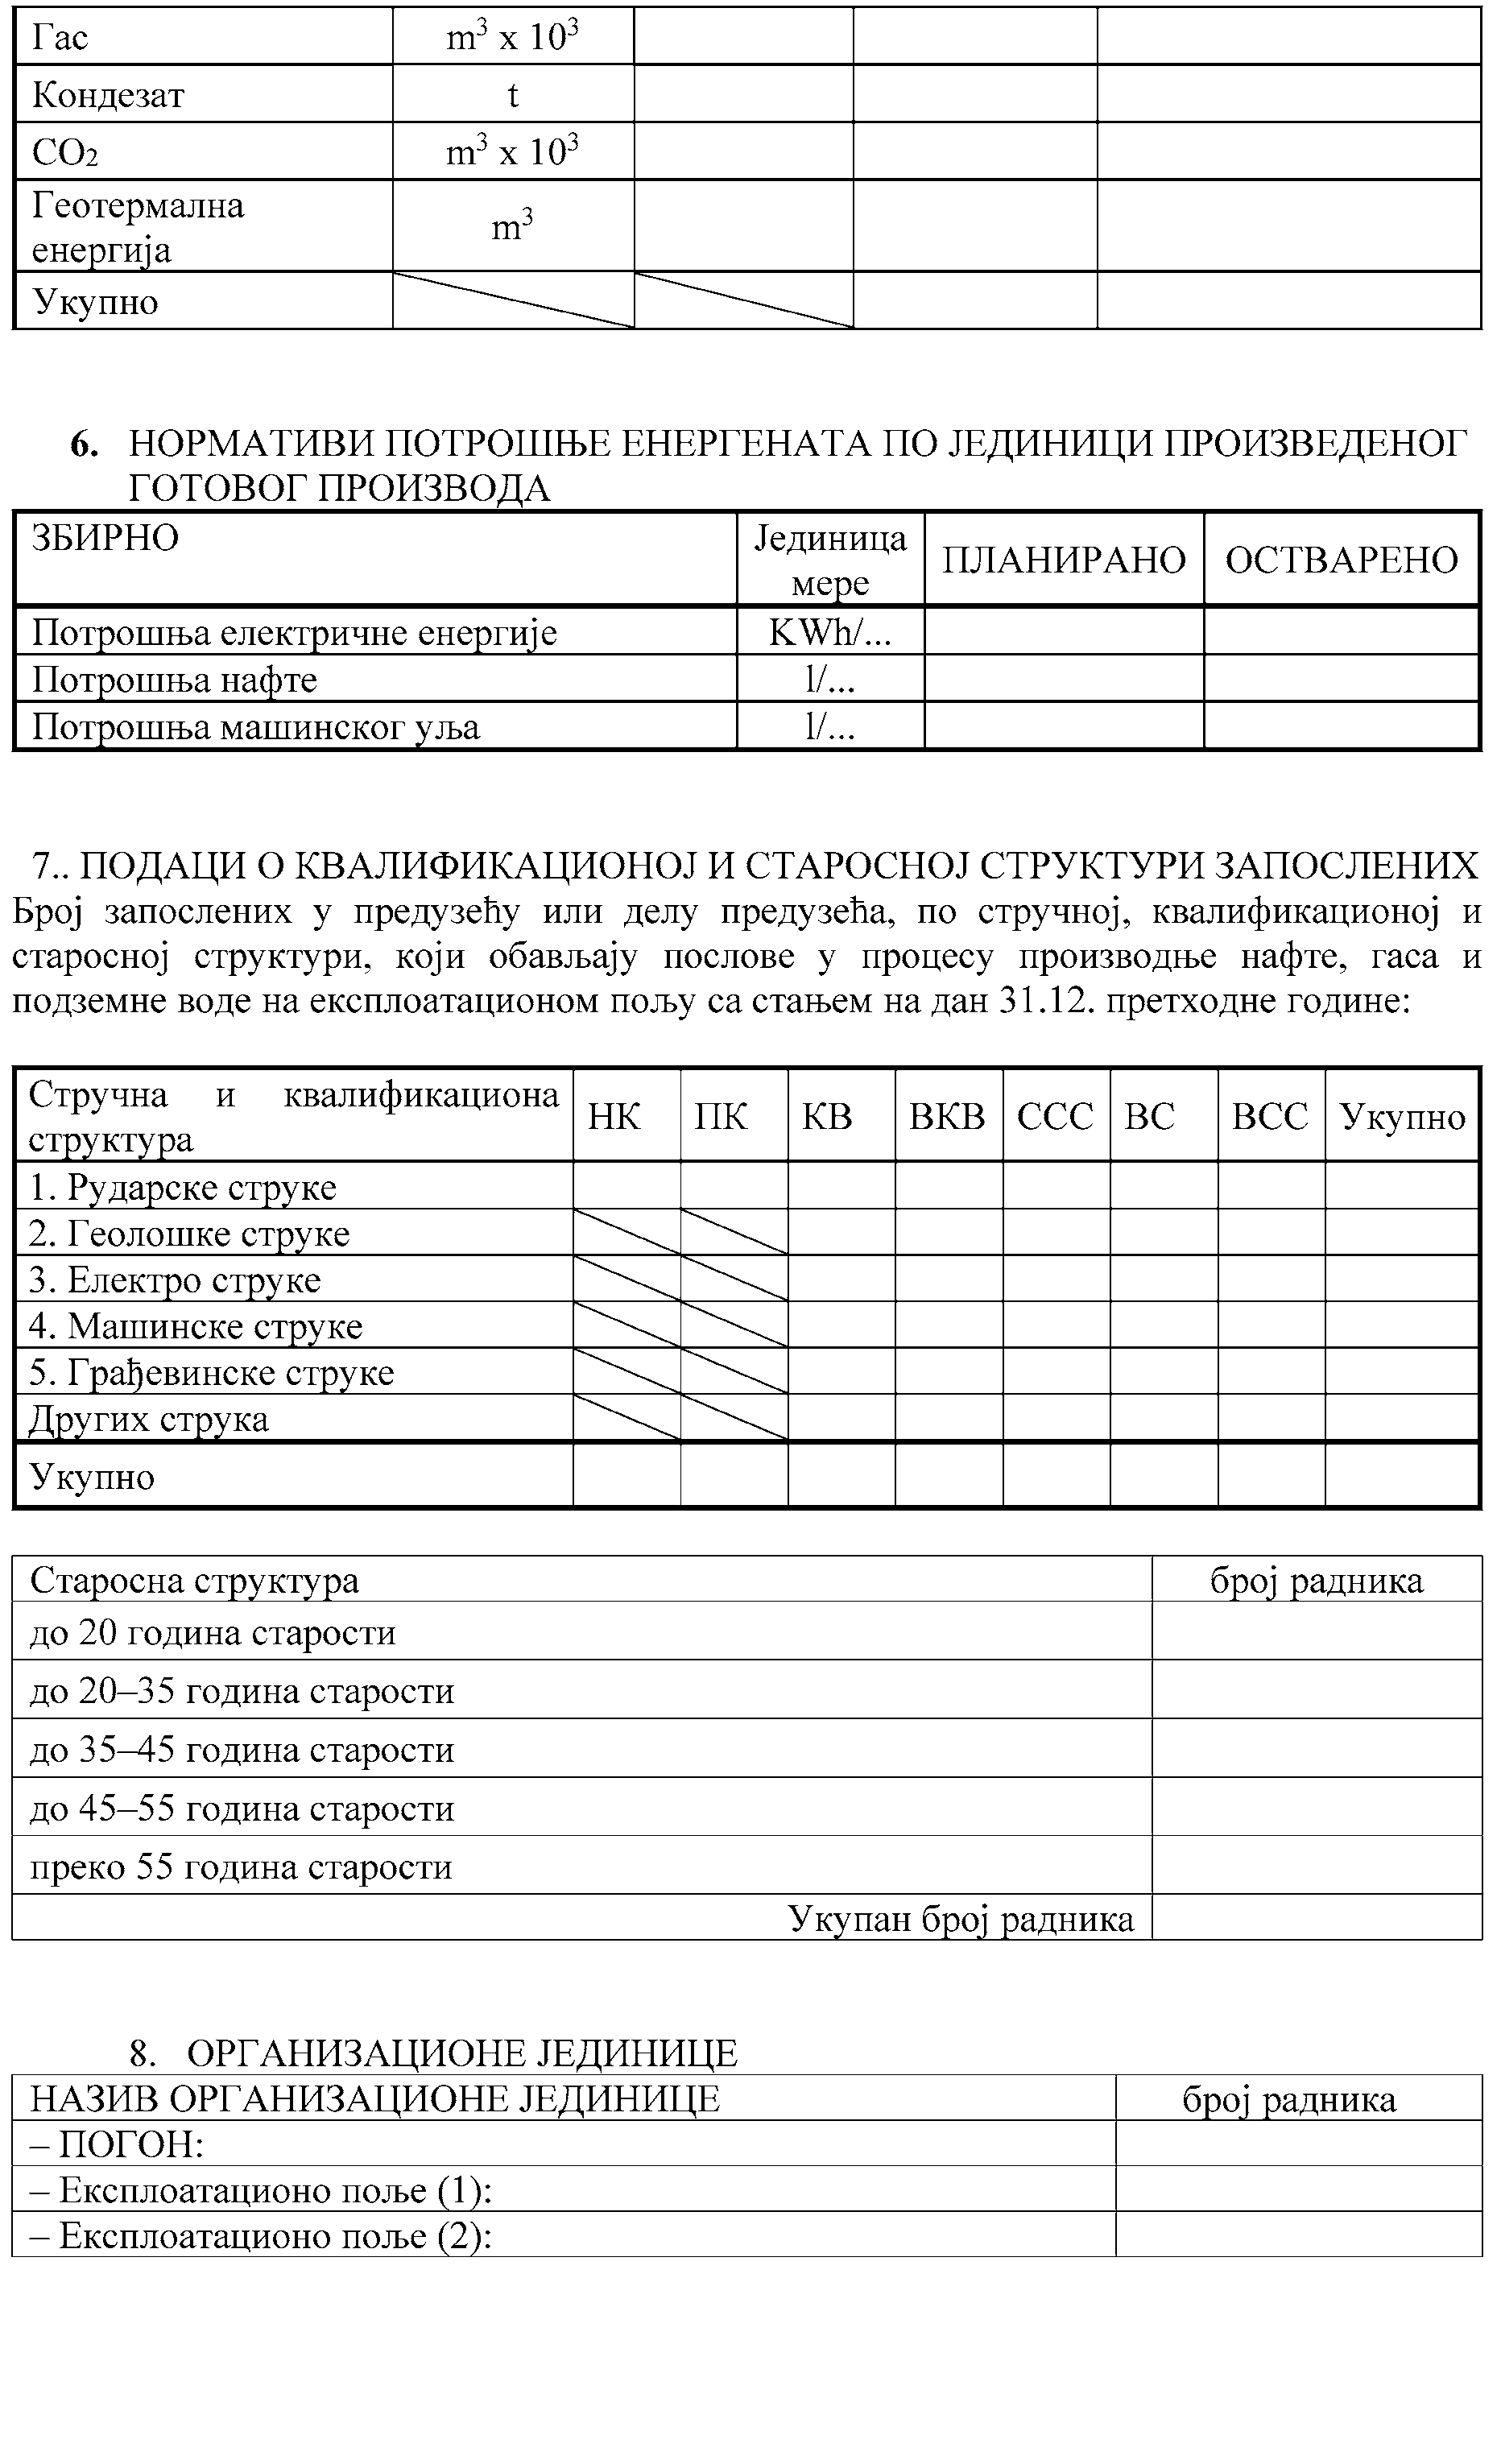 Гас m³ x 10³
Кондезат t
CO₂ m³ x 10³
Геотермална
енергија m³
Укупно
6. НОРМАТИВИ ПОТРОШЊЕ ЕНЕРГЕНАТА ПО ЈЕДИНИЦИ ПРОИЗВЕДЕНОГ
ГОТОВОГ ПРОИЗВОДА
ЗБИРНО Јединица
мере ПЛАНИРАНО ОСТВАРЕНО
Потрошња електричне енергије KWh/...
Потрошња нафте l/...
Потрошња машинског уља l/...
7.. ПОДАЦИ О КВАЛИФИКАЦИОНОЈ И СТАРОСНОЈ СТРУКТУРИ ЗАПОСЛЕНИХ
Број запослених у предузећу или делу предузећа, по стручној, квалификационој и
старосној структури, који обављају послове у процесу производње нафте, гаса и
подземне воде на експлоатационом пољу са стањем на дан 31.12. претходне године:
Стручна и квалификациона
структура НК ПК КВ ВКВ ССС ВС ВСС Укупно
1. Рударске струке
2. Геолошке струке
3. Електро струке
4. Машинске струке
5. Грађевинске струке
Других струка
Укупно
Старосна структура број радника
до 20 година старости
до 20–35 година старости
до 35–45 година старости
до 45–55 година старости
преко 55 година старости
Укупан број радника
8. ОРГАНИЗАЦИОНЕ ЈЕДИНИЦЕ
НАЗИВ ОРГАНИЗАЦИОНЕ ЈЕДИНИЦЕ број радника
– ПОГОН:
– Експлоатационо поље (1):
– Експлоатационо поље (2):